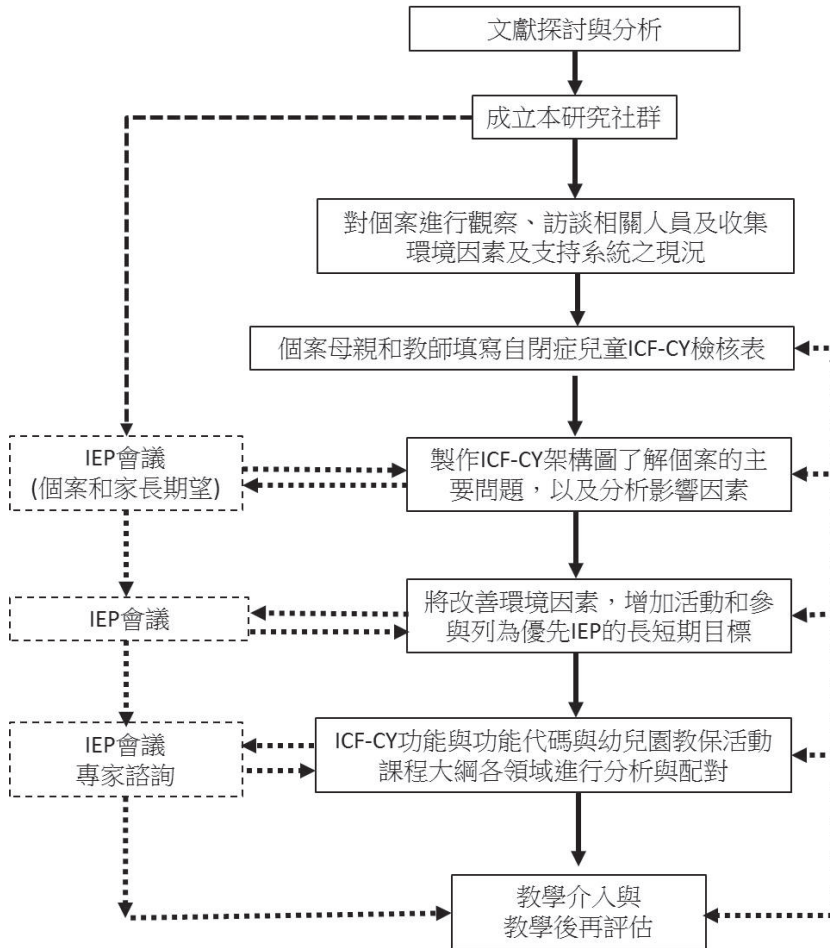 文獻探討與分析
成立本研究社群
對個案進行觀察、訪談相關人員及收集
環境因素及支持系統之現況
個案母親和教師填寫自閉症兒童ICF-CY檢核表
IEP會議
(個案和家長期望)
製作ICF-CY架構圖了解個案的主
要問題，以及分析影響因素
IEP會議
將改善環境因素，增加活動和參
與列為優先IEP的長短期目標
IEP會議
專家諮詢
ICF-CY功能與功能代碼與幼兒園教保活動
課程大綱各領域進行分析與配對
教學介入與
教學後再評估